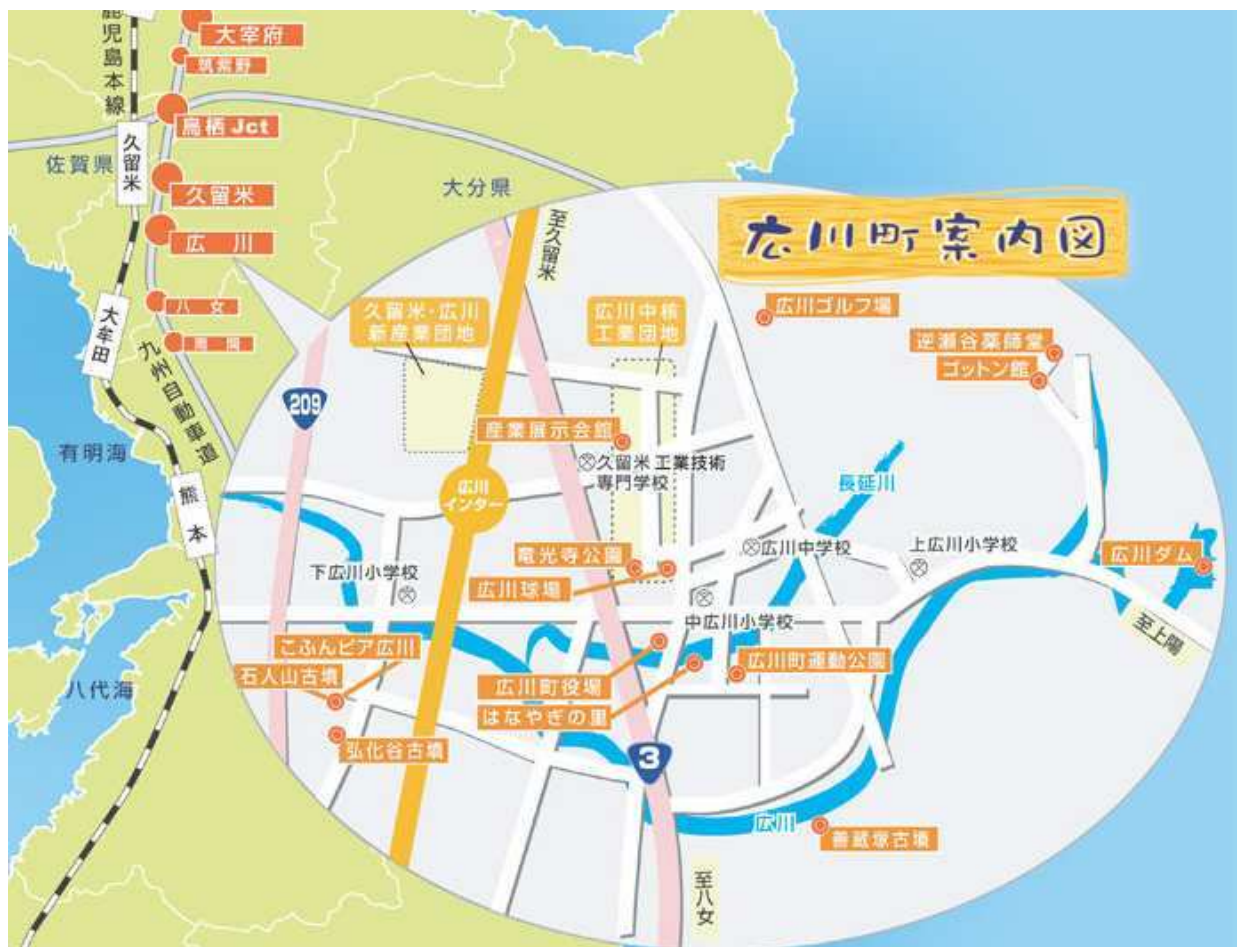 児島本線
大宰府
筑紫野
鳥栖Jct
久留米
佐賀県
久留米
広川
大分県
八女
大牟田
九州自動車道
有明海
熊本
八代海
広川町案内図
至久留米
久留米・広川
新産業団地
広川中核
工業団地
広川ゴルフ場
逆瀬谷薬師堂
ゴットン館
209
産業展示会館
久留米工業技術
専門学校
長延川
広川
インター
広川中学校
上広川小学校
広川ダム
竜光寺公園
下広川小学校
広川球場
中広川小学校
至上陽
こふんピア広川
石人山古墳
広川町役場
広川町運動公園
はなやぎの里
弘化谷古墳
3
広川
善蔵塚古墳
至八女